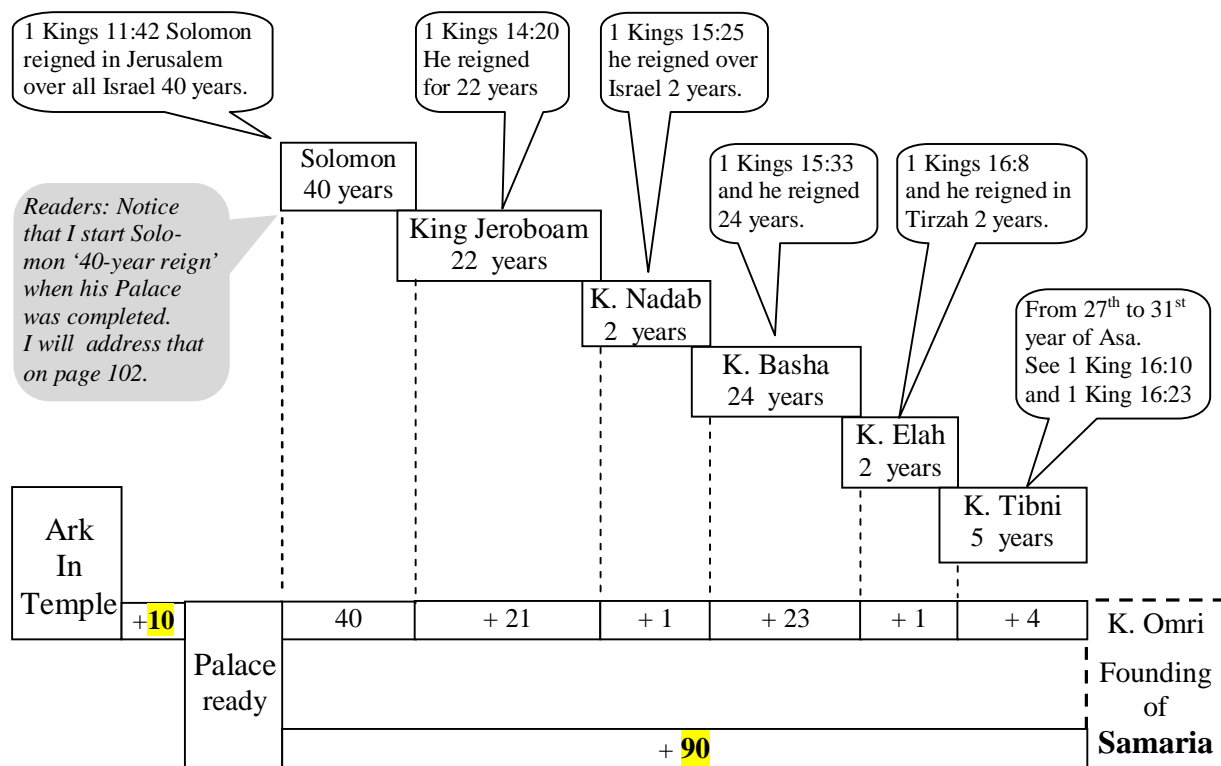 1 Kings 11:42 Solomon
reigned in Jerusalem
over all Israel 40 years.
1 Kings 14:20
He reigned
for 22 years
1 Kings 15:25
he reigned over
Israel 2 years.
Solomon
40 years
1 Kings 15:33
and he reigned
24 years.
1 Kings 16:8
and he reigned in
Tirzah 2 years.
Readers: Notice
that I start Solo-
mon ‘40-year reign’
when his Palace
was completed.
I will address that
on page 102.
King Jeroboam
22 years
K. Nadab
2 years
From 27th to 31st
year of Asa.
See 1 King 16:10
and 1 King 16:23
K. Basha
24 years
K. Elah
2 years
K. Tibni
5 years
Ark
In
Temple
+10
40
+ 21
+ 1
+ 23
+ 1
+ 4
K. Omri
Palace
ready
Founding
of
Samaria
+ 90